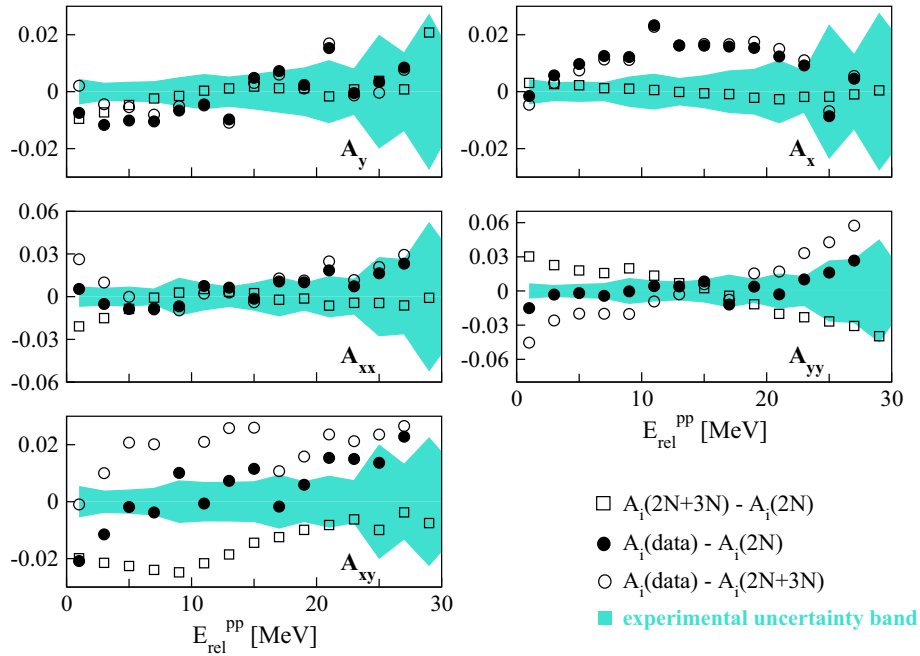 0.02
0
-0.02
A_y
0.02
0
-0.02
A_x
0.06
0.03
0
-0.03
-0.06
A_xx
0.06
0.03
0
-0.03
-0.06
A_yy
0 10 20 30
E_rel^pp [MeV]
0.02
0
-0.02
A_xy
0 10 20 30
E_rel^pp [MeV]
A_i(2N+3N) - A_i(2N)
A_i(data) - A_i(2N)
A_i(data) - A_i(2N+3N)
experimental uncertainty band